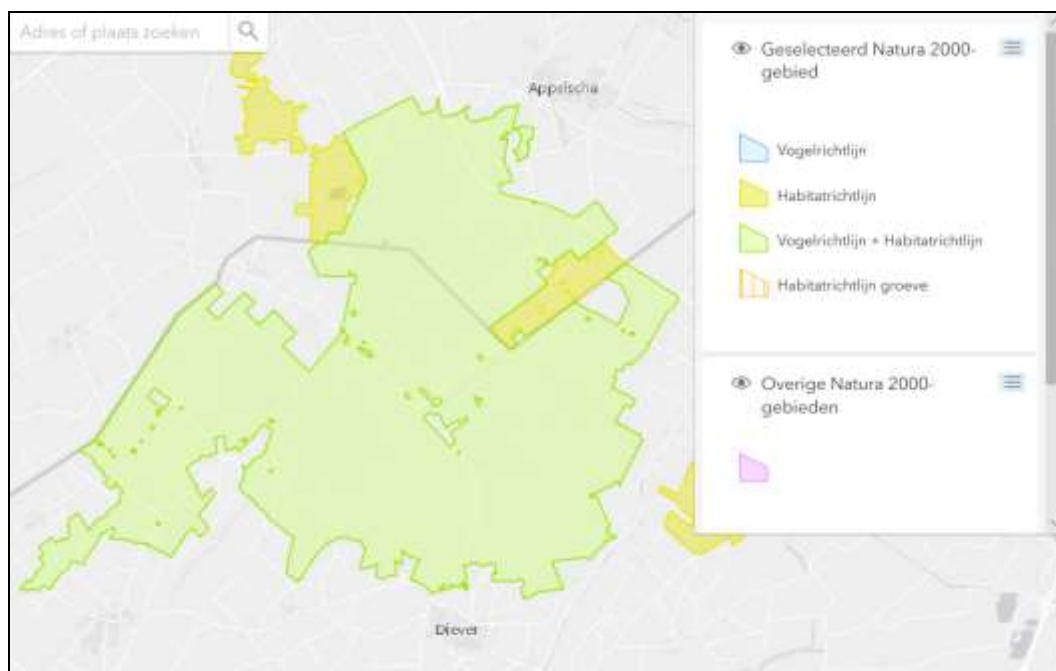 Adres of plaats zoeken
Appelscha
Diever
Geselecteerd Natura 2000-
gebied
Vogelrichtlijn
Habitatrichtlijn
Vogelrichtlijn + Habitatrichtlijn
Habitatrichtlijn groeve
Overige Natura 2000-
gebieden